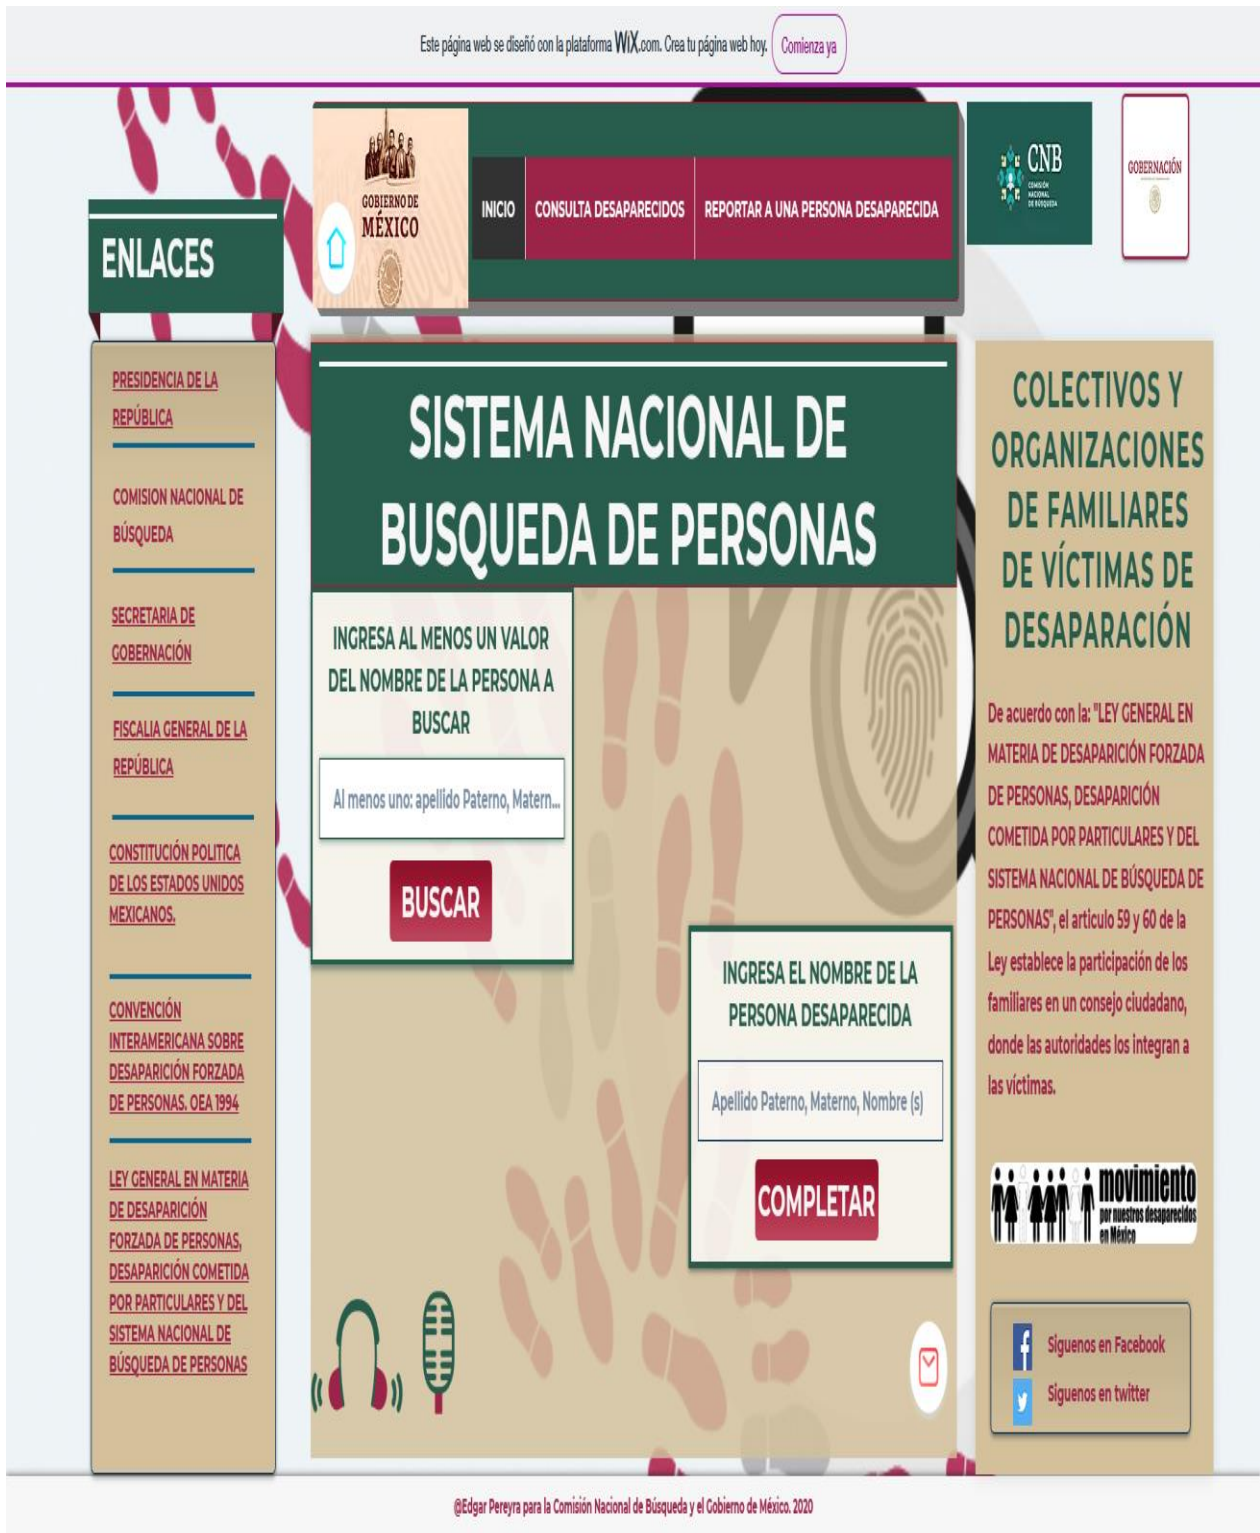 Este página web se diseñó con la plataforma WiX.com. Crea tu página web hoy. Comienza ya
GOBIERNO DE
MÉXICO
INICIO
CONSULTA DESAPARECIDOS
REPORTAR A UNA PERSONA DESAPARECIDA
CNB
COMISIÓN
NACIONAL
DE BÚSQUEDA
GOBERNACIÓN
ENLACES
PRESIDENCIA DE LA
REPÚBLICA
COMISION NACIONAL DE
BÚSQUEDA
SECRETARIA DE
GOBERNACIÓN
FISCALIA GENERAL DE LA
REPÚBLICA
CONSTITUCIÓN POLITICA
DE LOS ESTADOS UNIDOS
MEXICANOS.
CONVENCIÓN
INTERAMERICANA SOBRE
DESAPARICIÓN FORZADA
DE PERSONAS. OEA 1994
LEY GENERAL EN MATERIA
DE DESAPARICIÓN
FORZADA DE PERSONAS,
DESAPARICIÓN COMETIDA
POR PARTICULARES Y DEL
SISTEMA NACIONAL DE
BÚSQUEDA DE PERSONAS
SISTEMA NACIONAL DE
BUSQUEDA DE PERSONAS
INGRESA AL MENOS UN VALOR
DEL NOMBRE DE LA PERSONA A
BUSCAR
Al menos uno: apellido Paterno, Matern...
BUSCAR
INGRESA EL NOMBRE DE LA
PERSONA DESAPARECIDA
Apellido Paterno, Materno, Nombre (s)
COMPLETAR
COLECTIVOS Y
ORGANIZACIONES
DE FAMILIARES
DE VÍCTIMAS DE
DESAPARACIÓN
De acuerdo con la: "LEY GENERAL EN
MATERIA DE DESAPARICIÓN FORZADA
DE PERSONAS, DESAPARICIÓN
COMETIDA POR PARTICULARES Y DEL
SISTEMA NACIONAL DE BÚSQUEDA DE
PERSONAS", el articulo 59 y 60 de la
Ley establece la participación de los
familiares en un consejo ciudadano,
donde las autoridades los integran a
las víctimas.
movimiento
por nuestros desaparecidos
en México
Siguenos en Facebook
Siguenos en twitter
@Edgar Pereyra para la Comisión Nacional de Búsqueda y el Gobierno de México. 2020